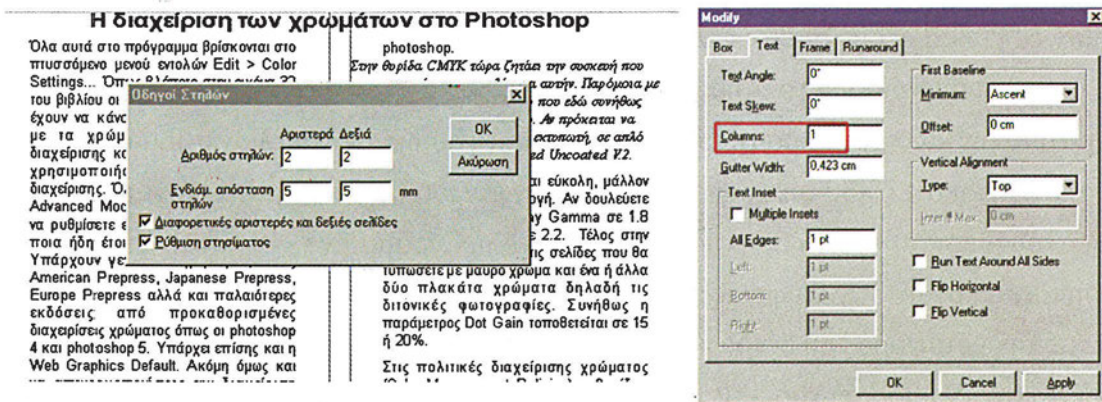 Η διαχείριση των χρωμάτων στο Photoshop
Όλα αυτά στο πρόγραμμα βρίσκονται στο
πτυσσόμενο μενού εντολών Edit > Color
Settings...
του βιβλίου οι
έχουν να
με τα
διαχείρισης
διαχείρισης.
Advanced
να ρυθμίσετε
ποια ήδη
Υπάρχουν
American Prepress, Japanese Prepress,
Europe Prepress αλλά και παλαιότερες
εκδόσεις από προκαθορισμένες
διαχειρίσεις χρώματος όπως οι photoshop
4 και photoshop 5. Υπάρχει επίσης και η
Web Graphics Default. Ακόμη όμως και
photoshop.
Στην θυρίδα CMYK τώρα ζητάει την συσκευή που
αυτήν. Παρόμοια με
που εδώ συνήθως
Αν πρόκειται να
εκτυπωτή, σε απλό
Uncoated V.2.
εύκολη, μάλλον
Αν δουλεύετε
Gamma σε 1.8
2.2. Τέλος στην
τις σελίδες που θα
τυπώσετε με μαύρο χρώμα και ένα ή άλλα
δύο πλακάτα χρώματα δηλαδή τις
διτονικές φωτογραφίες. Συνήθως η
παράμετρος Dot Gain τοποθετείται σε 15
ή 20%.
Στις πολιτικές διαχείρισης χρώματος
Οδηγοί Στηλών
Αριστερά Δεξιά
Αριθμός στηλών: 2 2
Ενδιάμ. απόσταση 5 5 mm
στηλών
Διαφορετικές αριστερές και δεξιές σελίδες
Ρύθμιση στησίματος
OK
Ακύρωση
Modify
Box Text Frame Runaround
Text Angle: 0°
Text Skew: 0°
Columns: 1
Gutter Width: 0,423 cm
Text Inset
Multiple Insets
All Edges: 1 pt
Left: 1 pt
Bottom: 1 pt
Right: 1 pt
First Baseline
Minimum: Ascent
Offset: 0 cm
Vertical Alignment
Type: Top
Inter ¶ Max: 0 cm
Run Text Around All Sides
Flip Horizontal
Flip Vertical
OK Cancel Apply